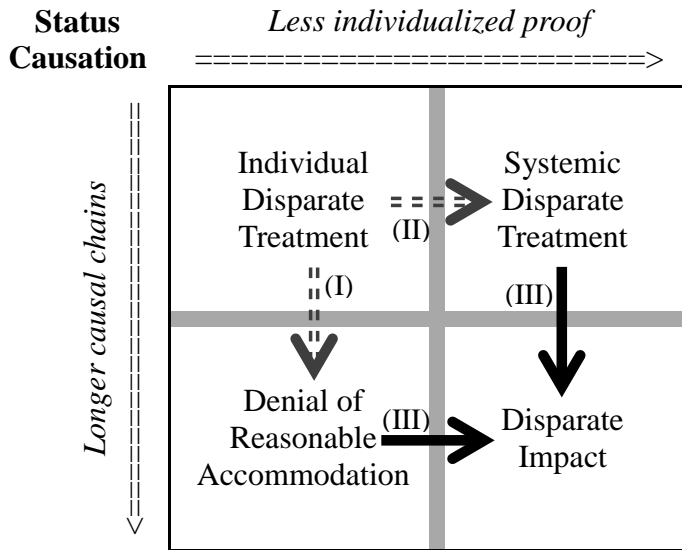 Status
Causation
Less individualized proof
Longer causal chains
Individual
Disparate
Treatment
(II)
Systemic
Disparate
Treatment
(I)
(III)
Denial of
Reasonable
Accommodation
(III)
Disparate
Impact